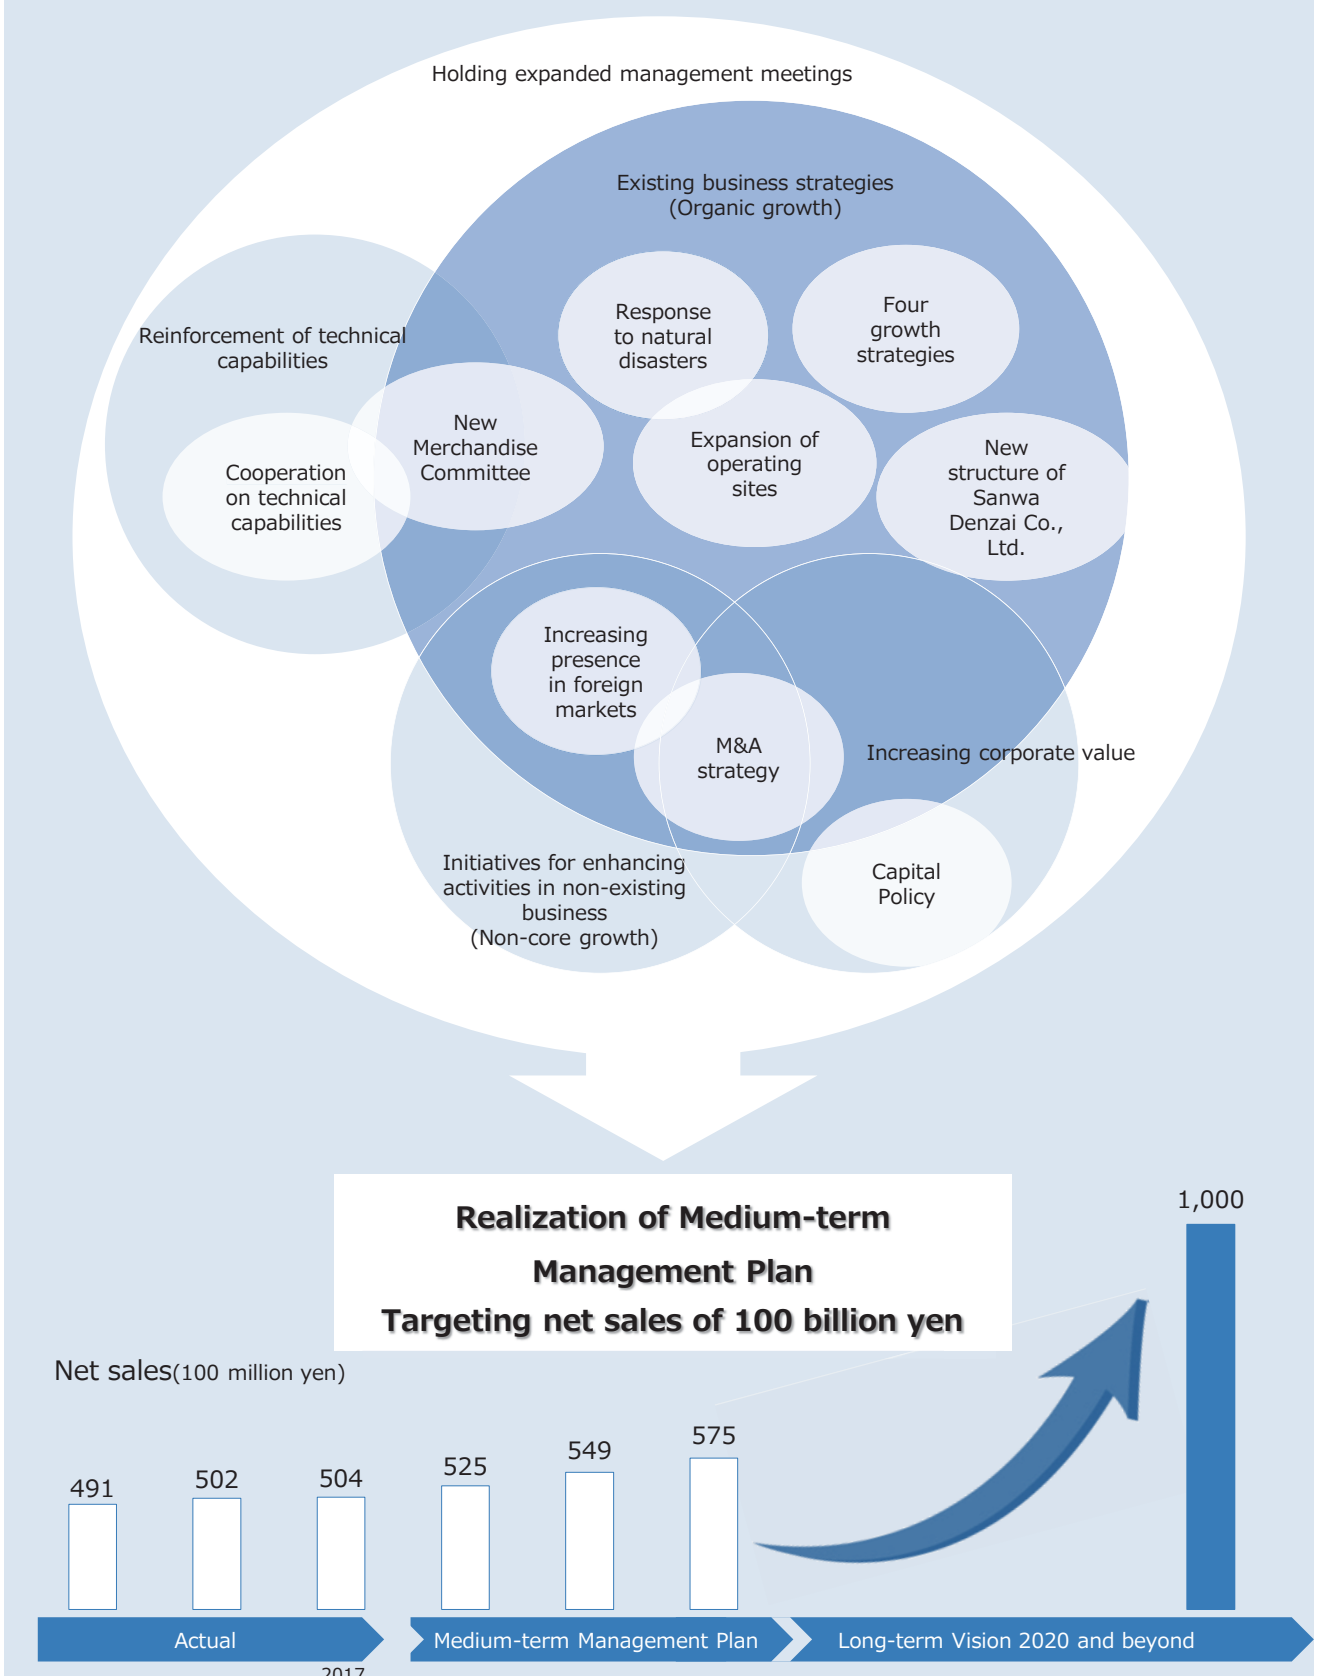 Holding expanded management meetings
Existing business strategies
(Organic growth)
Response
to natural
disasters
Four
growth
strategies
Reinforcement of technical
capabilities
New
Merchandise
Committee
Expansion of
operating
sites
New
structure of
Sanwa
Denzai Co.,
Ltd.
Cooperation
on technical
capabilities
Increasing
presence
in foreign
markets
M&A
strategy
Increasing corporate value
Initiatives for enhancing
activities in non-existing
business
(Non-core growth)
Capital
Policy
Realization of Medium-term
Management Plan
Targeting net sales of 100 billion yen
Net sales(100 million yen)
491
502
504
525
549
575
1,000
Actual
Medium-term Management Plan
Long-term Vision 2020 and beyond
2017